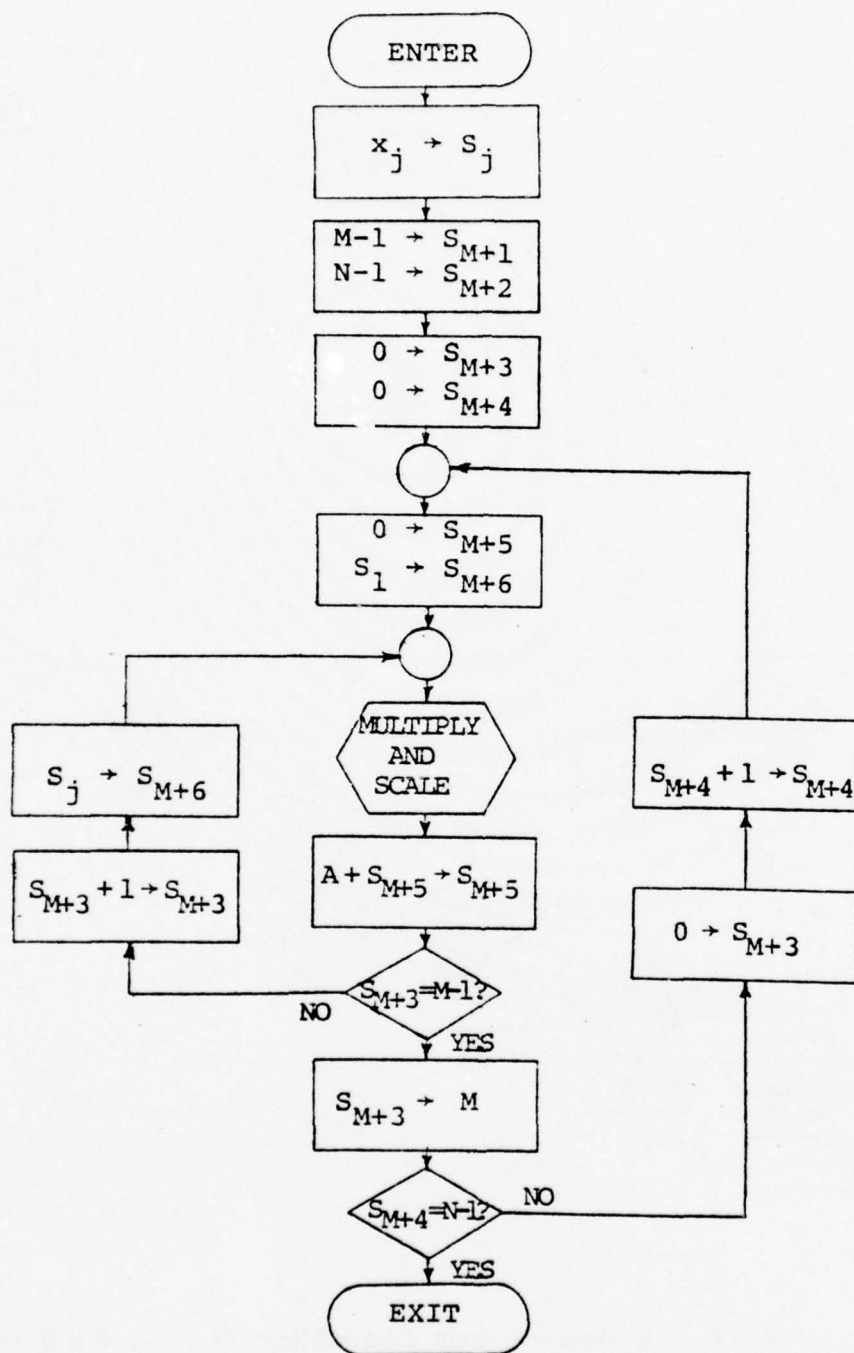 ENTER
x_j → S_j
M-1 → S_M+1
N-1 → S_M+2
0 → S_M+3
0 → S_M+4
0 → S_M+5
S_1 → S_M+6
MULTIPLY
AND
SCALE
S_j → S_M+6
S_M+4 + 1 → S_M+4
A + S_M+5 → S_M+5
S_M+3 + 1 → S_M+3
0 → S_M+3
S_M+3 = M-1?
NO
YES
S_M+3 → M
S_M+4 = N-1?
NO
YES
EXIT